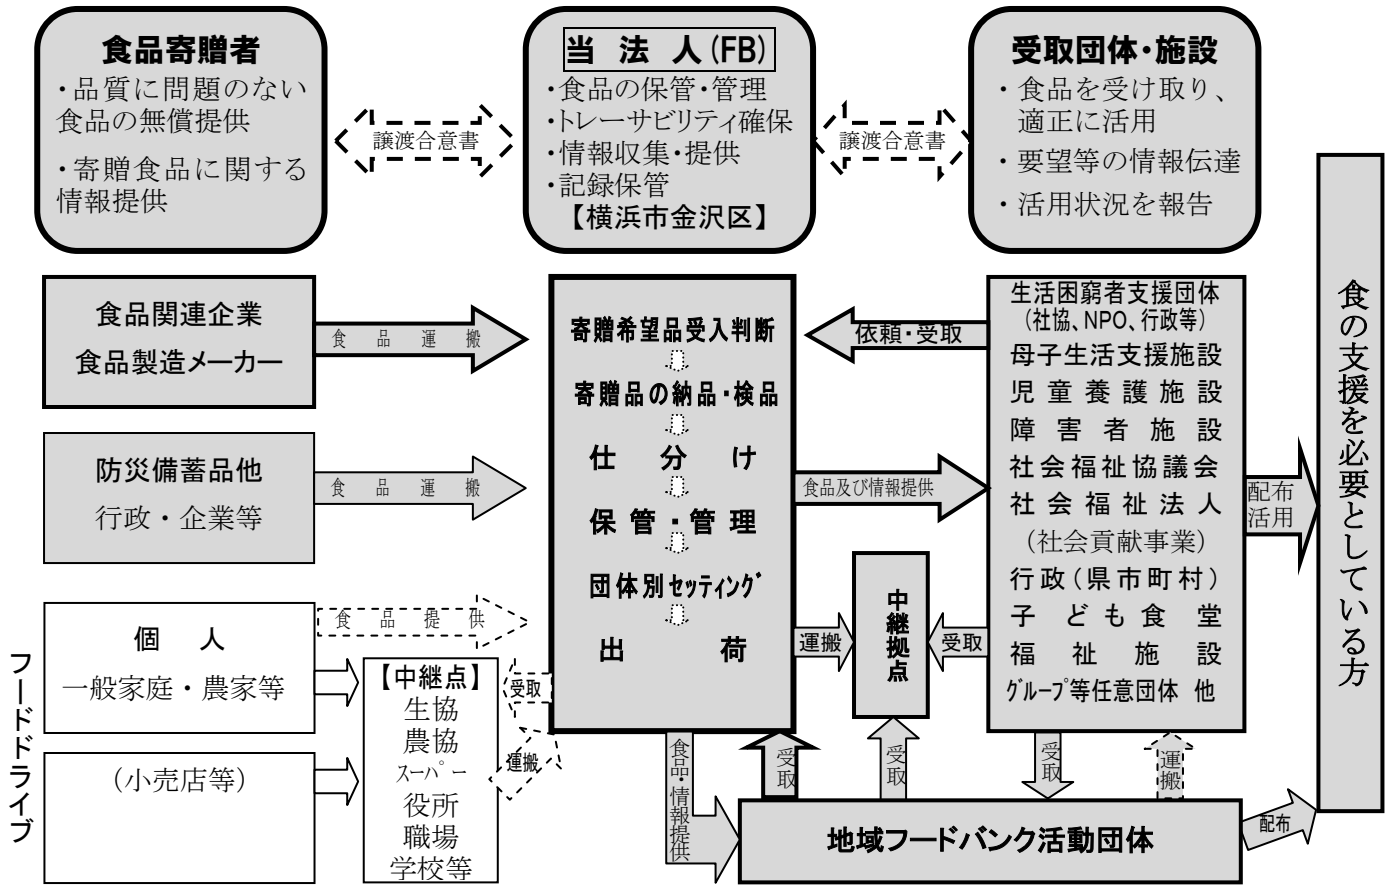 食品寄贈者
・品質に問題のない
食品の無償提供
・寄贈食品に関する
情報提供
譲渡合意書
当 法 人(FB)
・食品の保管・管理
・トレーサビリティ確保
・情報収集・提供
・記録保管
【横浜市金沢区】
譲渡合意書
受取団体・施設
・食品を受け取り、
適正に活用
・要望等の情報伝達
・活用状況を報告
食品関連企業
食品製造メーカー
食 品 運 搬
防災備蓄品他
行政・企業等
食 品 運 搬
フードドライブ
個 人
一般家庭・農家等
食 品 提 供
(小売店等)
【中継点】
生協
農協
スーパー
役所
職場
学校等
受取
運搬
寄贈希望品受入判断
寄贈品の納品・検品
仕 分 け
保 管 ・ 管 理
団体別セッティング
出 荷
依頼・受取
食品及び情報提供
運搬
中継拠点
受取
生活困窮者支援団体
(社協、NPO、行政等)
母子生活支援施設
児 童 養 護 施 設
障 害 者 施 設
社会福祉協議会
社 会 福 祉 法 人
(社会貢献事業)
行政(県市町村)
子 ど も 食 堂
福 祉 施 設
グループ等任意団体 他
配布
活用
食の支援を必要としている方
食品・情報提供
受取
受取
受取
運搬
地域フードバンク活動団体
配布